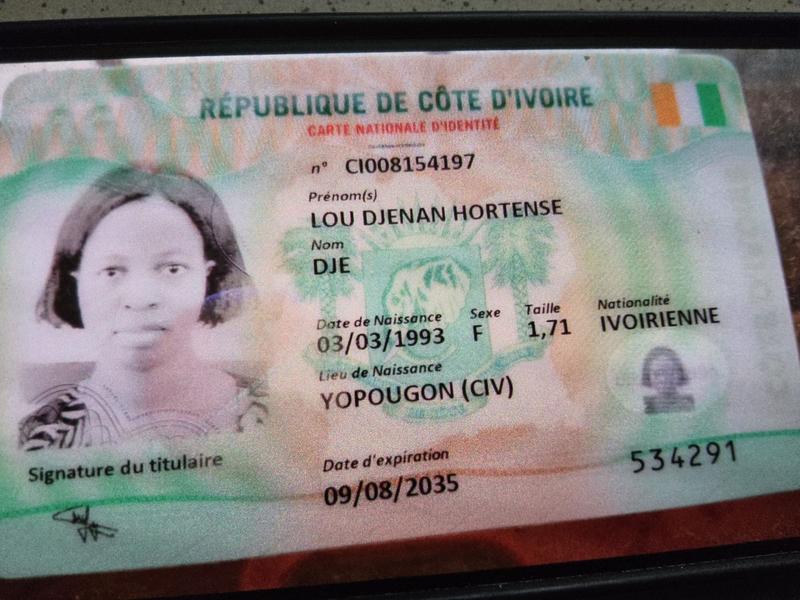 RÉPUBLIQUE DE CÔTE D'IVOIRE
CARTE NATIONALE D'IDENTITÉ
n° CI008154197
Prénom(s)
LOU DJENAN HORTENSE
Nom
DJE
Date de Naissance Sexe Taille Nationalité
03/03/1993 F 1,71 IVOIRIENNE
Lieu de Naissance
YOPOUGON (CIV)
Signature du titulaire
Date d'expiration
09/08/2035
534291